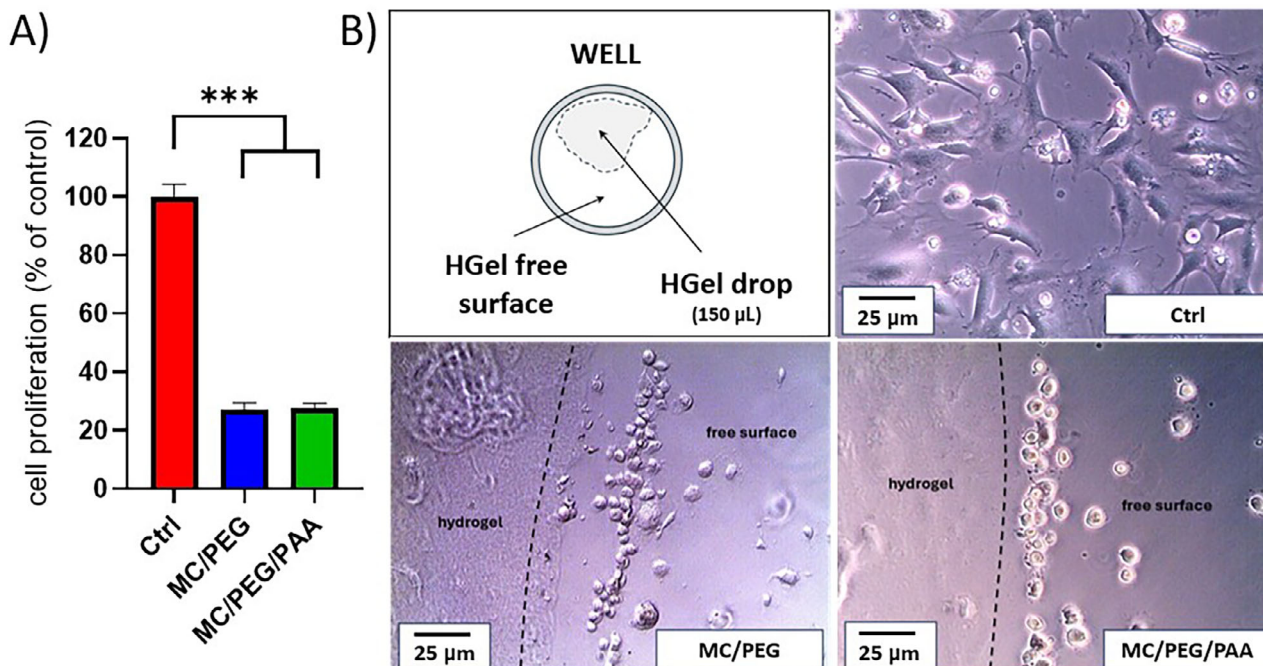 A)
***
cell proliferation (% of control)
120
100
80
60
40
20
0
Ctrl
MC/PEG
MC/PEG/PAA
B)
WELL
HGel free
surface
HGel drop
(150 µL)
25 µm
Ctrl
hydrogel
free surface
25 µm
MC/PEG
hydrogel
free surface
25 µm
MC/PEG/PAA